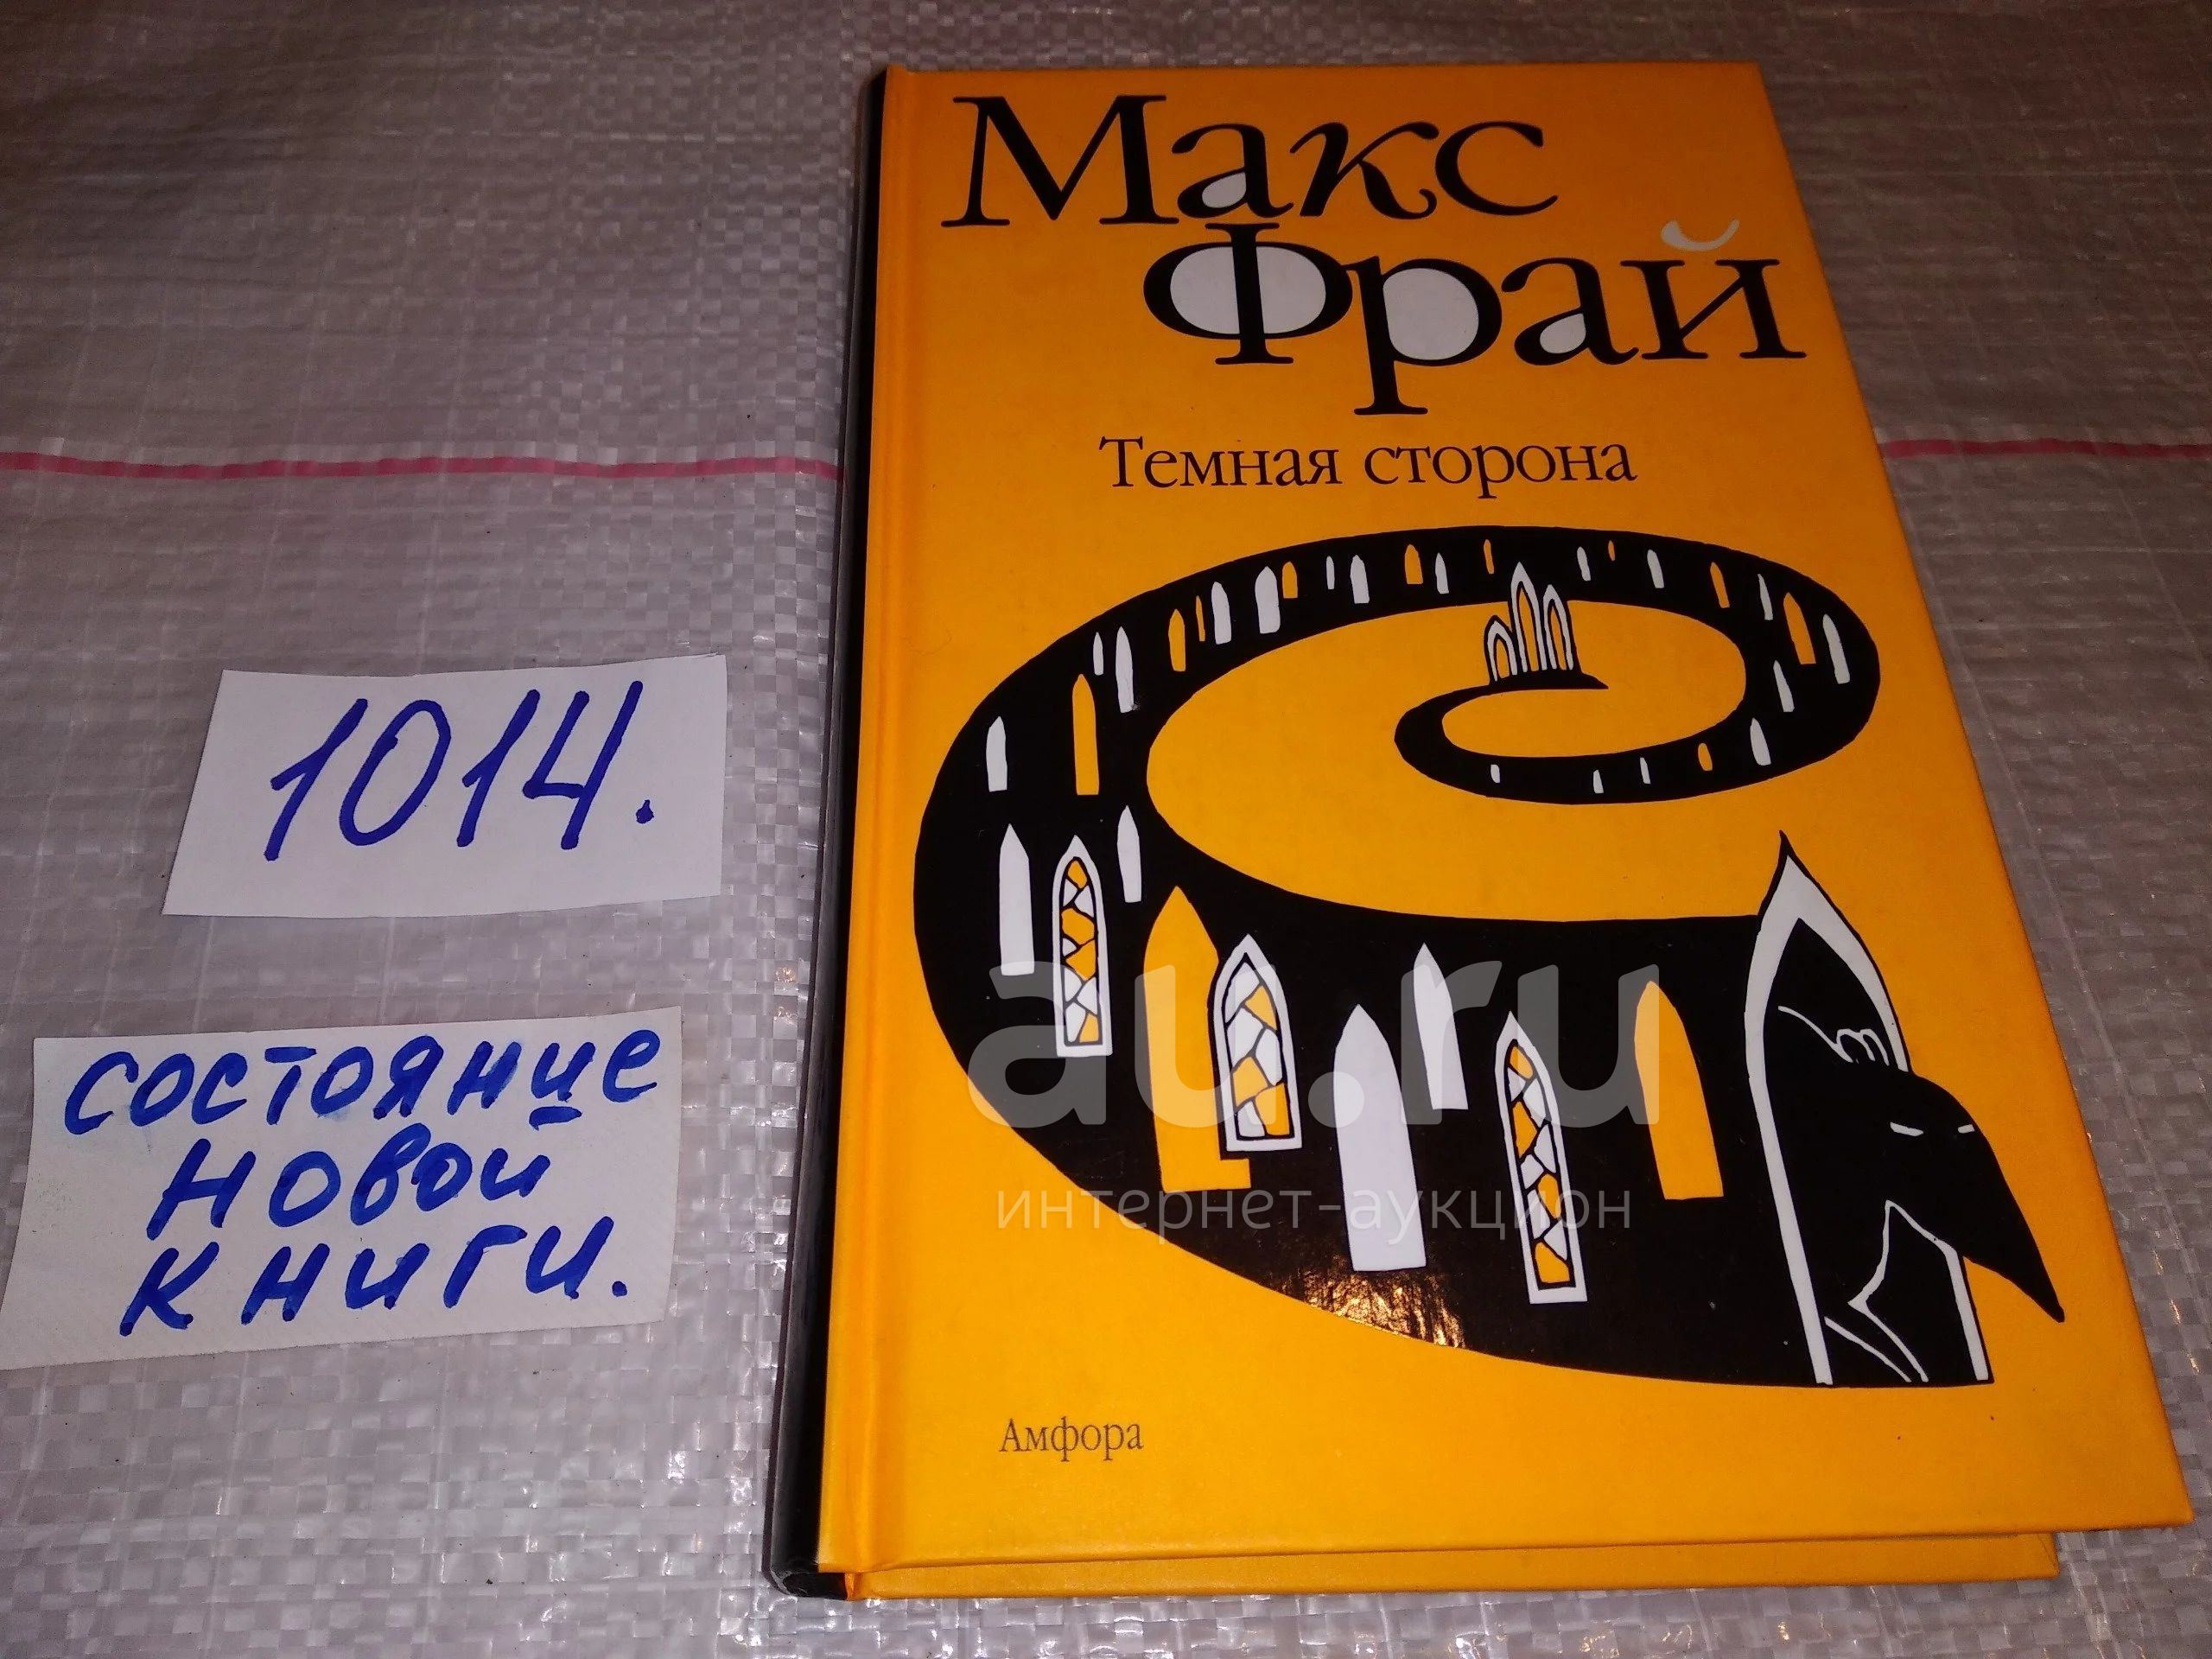 Макс
Фрай
Темная сторона
1014.
состояние
новой
книги.
au.ru
интернет-аукцион
Амфора